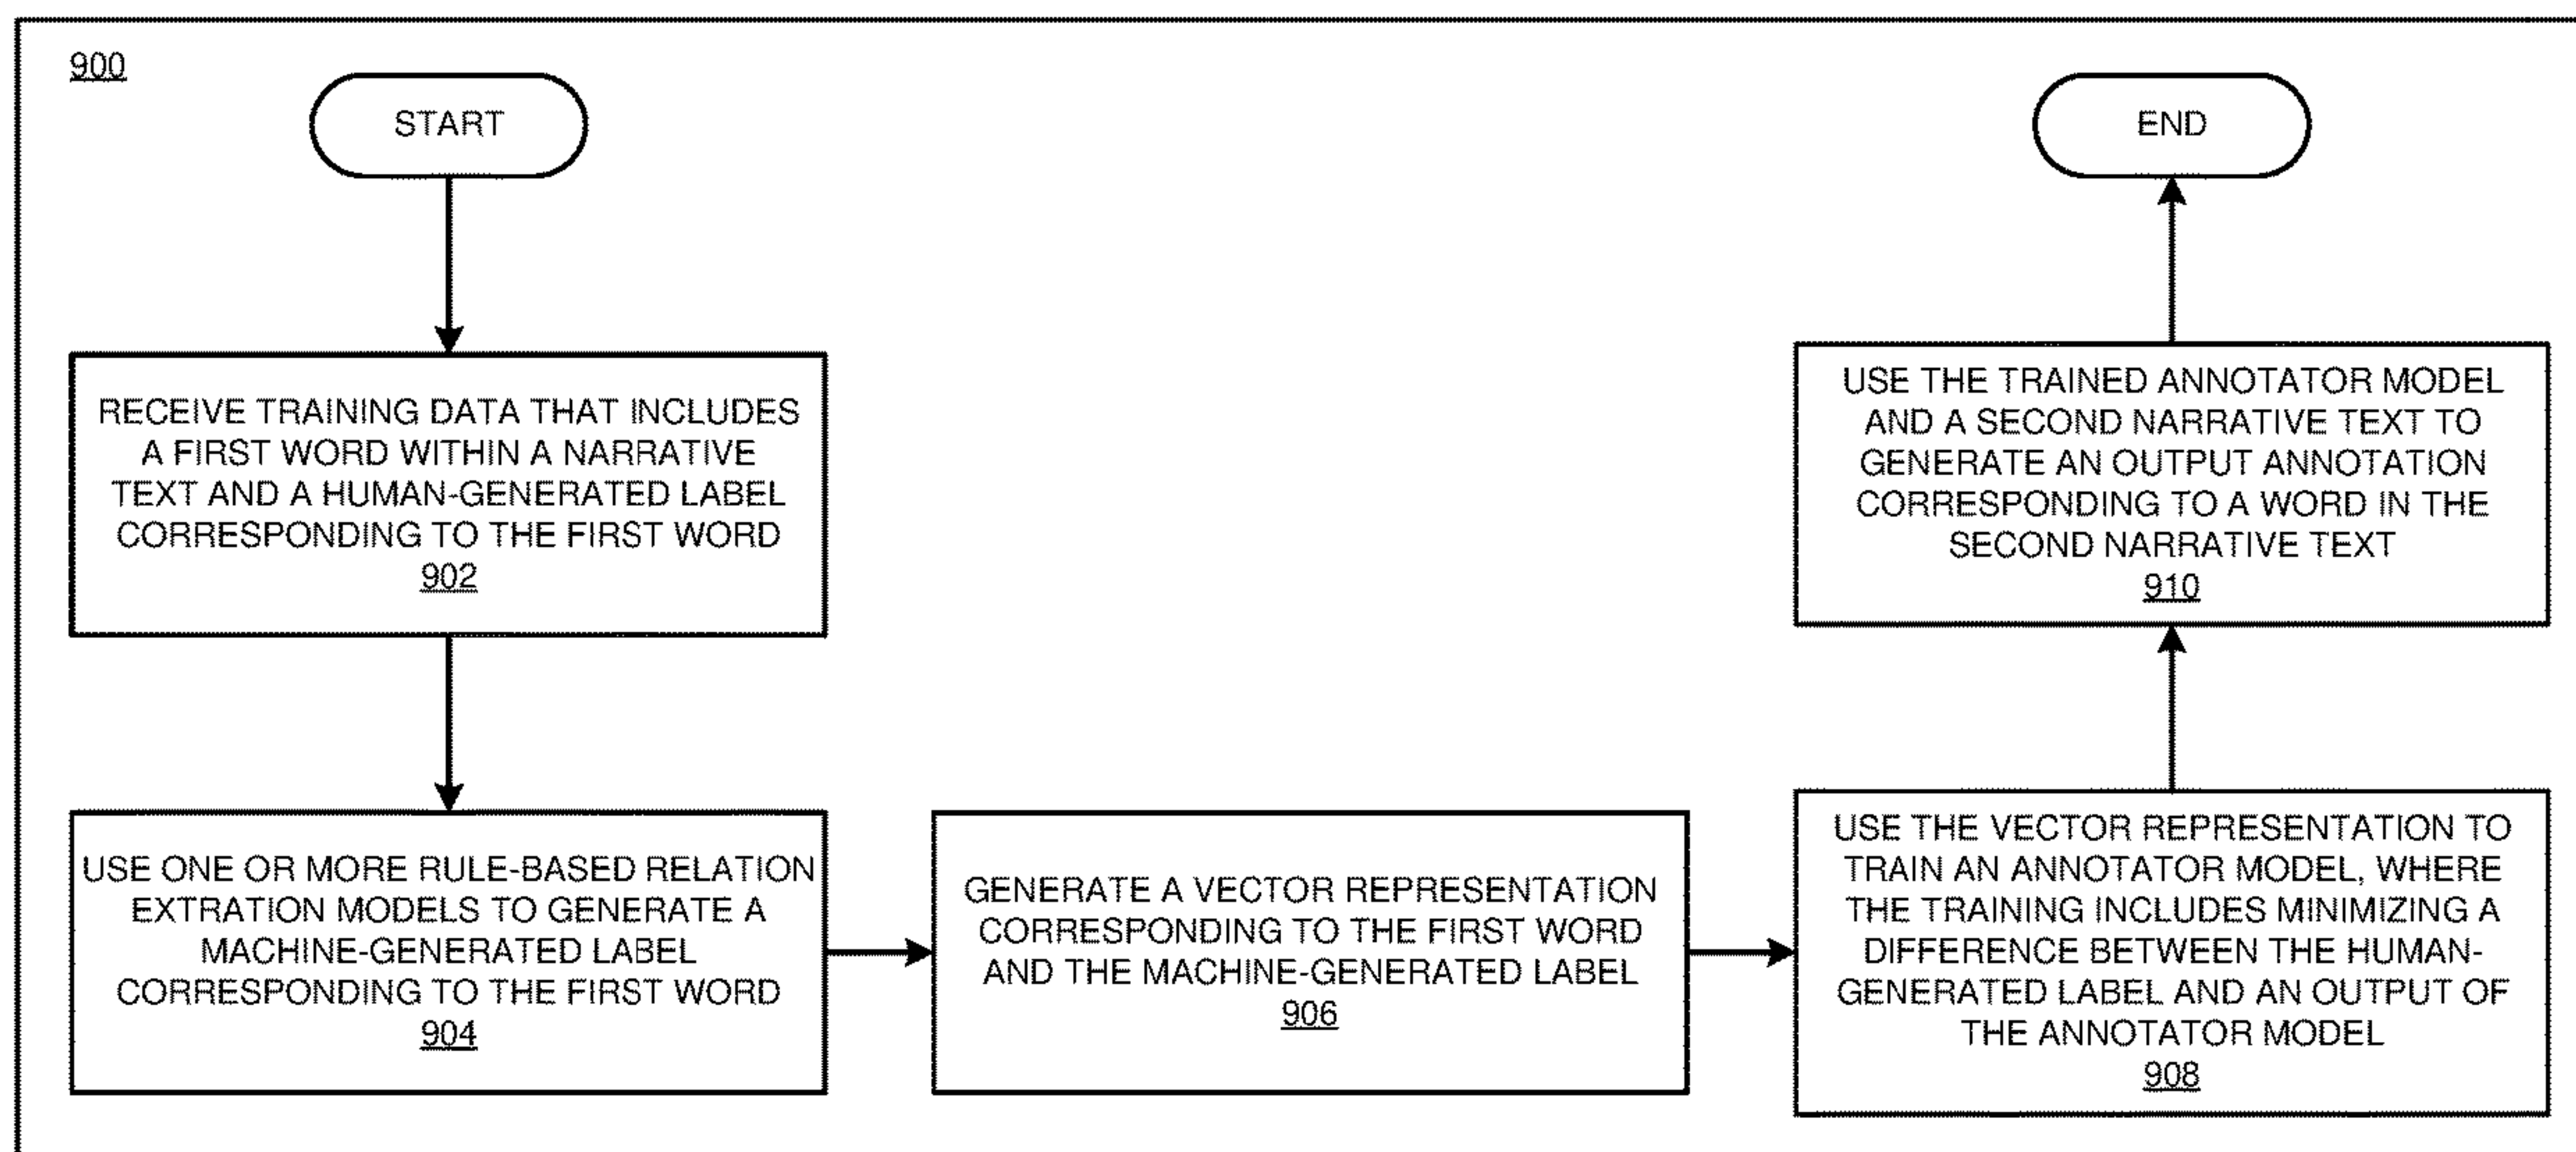 900
START
RECEIVE TRAINING DATA THAT INCLUDES
A FIRST WORD WITHIN A NARRATIVE
TEXT AND A HUMAN-GENERATED LABEL
CORRESPONDING TO THE FIRST WORD
902
USE ONE OR MORE RULE-BASED RELATION
EXTRATION MODELS TO GENERATE A
MACHINE-GENERATED LABEL
CORRESPONDING TO THE FIRST WORD
904
GENERATE A VECTOR REPRESENTATION
CORRESPONDING TO THE FIRST WORD
AND THE MACHINE-GENERATED LABEL
906
USE THE VECTOR REPRESENTATION TO
TRAIN AN ANNOTATOR MODEL, WHERE
THE TRAINING INCLUDES MINIMIZING A
DIFFERENCE BETWEEN THE HUMAN-
GENERATED LABEL AND AN OUTPUT OF
THE ANNOTATOR MODEL
908
USE THE TRAINED ANNOTATOR MODEL
AND A SECOND NARRATIVE TEXT TO
GENERATE AN OUTPUT ANNOTATION
CORRESPONDING TO A WORD IN THE
SECOND NARRATIVE TEXT
910
END